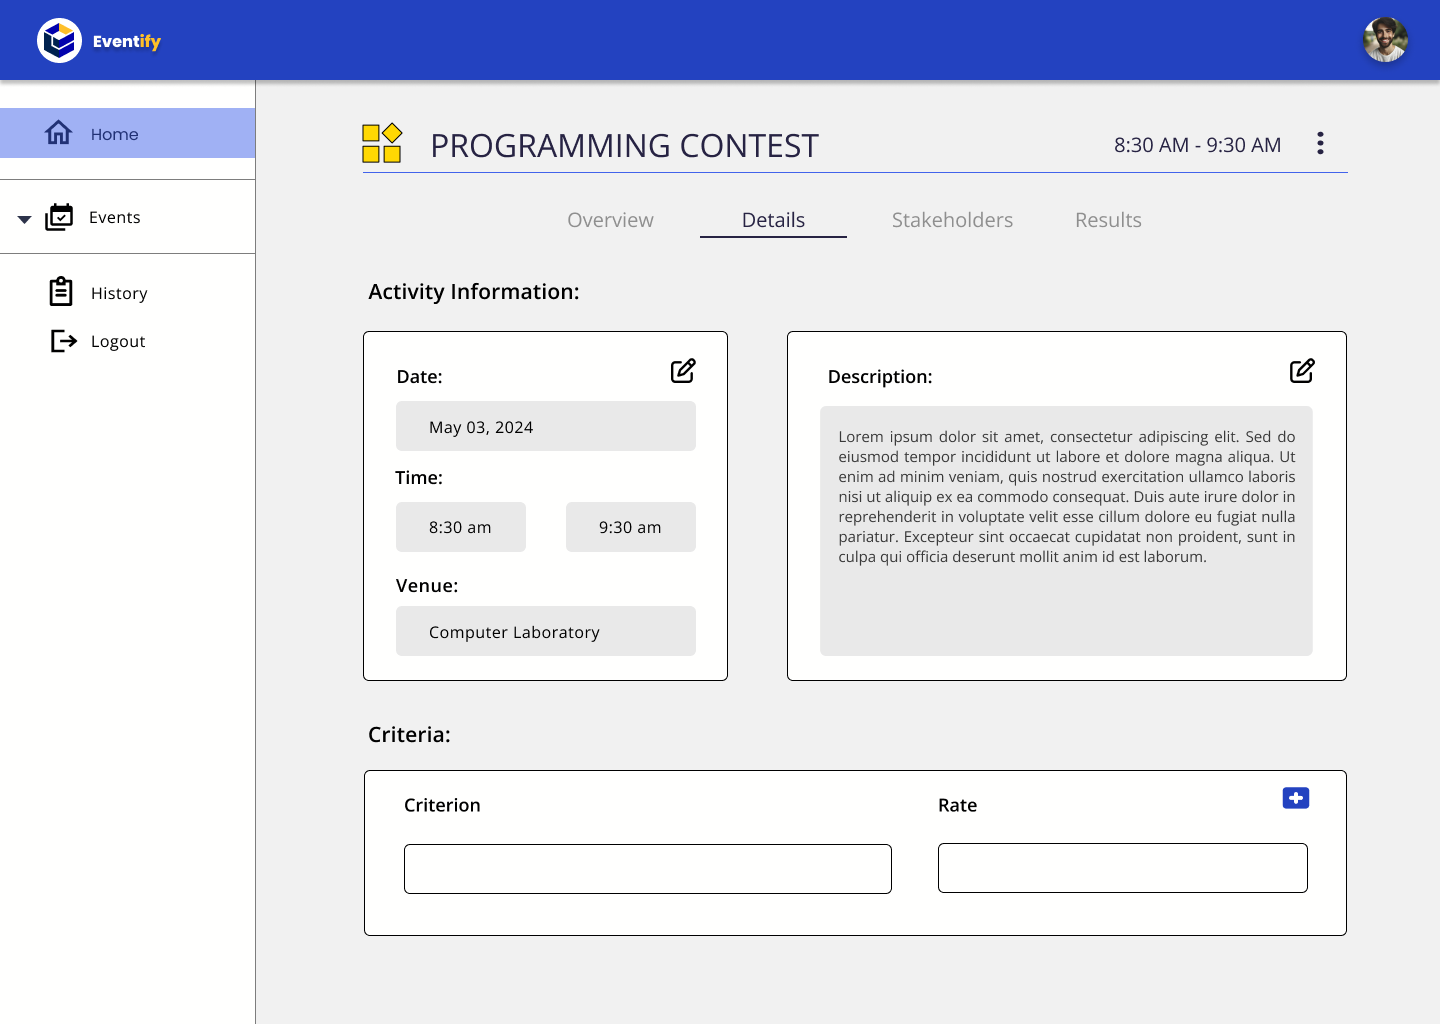 Eventify
Home
Events
History
Logout
PROGRAMMING CONTEST
8:30 AM - 9:30 AM
Overview
Details
Stakeholders
Results
Activity Information:
Date:
May 03, 2024
Time:
8:30 am
9:30 am
Venue:
Computer Laboratory
Description:
Lorem ipsum dolor sit amet, consectetur adipiscing elit. Sed do
eiusmod tempor incididunt ut labore et dolore magna aliqua. Ut
enim ad minim veniam, quis nostrud exercitation ullamco laboris
nisi ut aliquip ex ea commodo consequat. Duis aute irure dolor in
reprehenderit in voluptate velit esse cillum dolore eu fugiat nulla
pariatur. Excepteur sint occaecat cupidatat non proident, sunt in
culpa qui officia deserunt mollit anim id est laborum.
Criteria:
Criterion
Rate